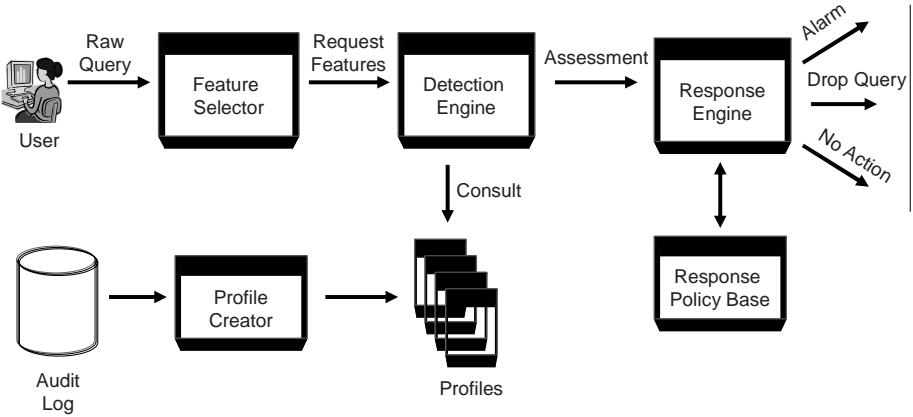 Raw
Query
Request
Features
Assessment
Alarm
Drop Query
No Action
User
Feature
Selector
Detection
Engine
Response
Engine
Consult
Audit
Log
Profile
Creator
Profiles
Response
Policy Base